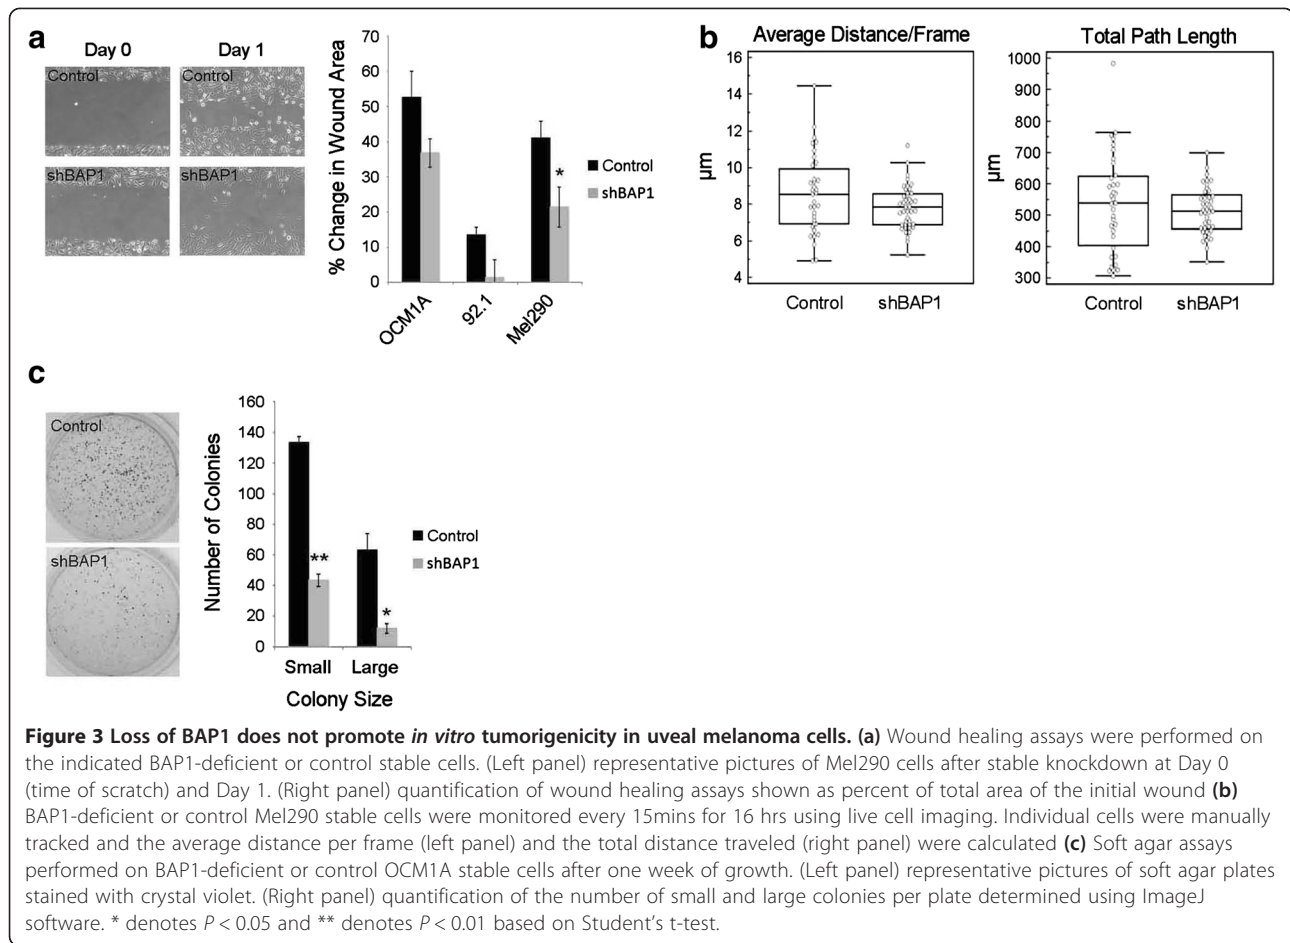 a
Day 0
Day 1
Control
Control
shBAP1
shBAP1
% Change in Wound Area
70
60
50
40
30
20
10
0
OCM1A
92.1
Mel290
*
Control
shBAP1
b
Average Distance/Frame
µm
16
14
12
10
8
6
4
Control
shBAP1
Total Path Length
µm
1000
900
800
700
600
500
400
300
Control
shBAP1
c
Control
shBAP1
Number of Colonies
160
140
120
100
80
60
40
20
0
**
*
Small
Large
Colony Size
Control
shBAP1
Figure 3 Loss of BAP1 does not promote in vitro tumorigenicity in uveal melanoma cells. (a) Wound healing assays were performed on
the indicated BAP1-deficient or control stable cells. (Left panel) representative pictures of Mel290 cells after stable knockdown at Day 0
(time of scratch) and Day 1. (Right panel) quantification of wound healing assays shown as percent of total area of the initial wound (b)
BAP1-deficient or control Mel290 stable cells were monitored every 15mins for 16 hrs using live cell imaging. Individual cells were manually
tracked and the average distance per frame (left panel) and the total distance traveled (right panel) were calculated (c) Soft agar assays
performed on BAP1-deficient or control OCM1A stable cells after one week of growth. (Left panel) representative pictures of soft agar plates
stained with crystal violet. (Right panel) quantification of the number of small and large colonies per plate determined using ImageJ
software. * denotes P < 0.05 and ** denotes P < 0.01 based on Student's t-test.